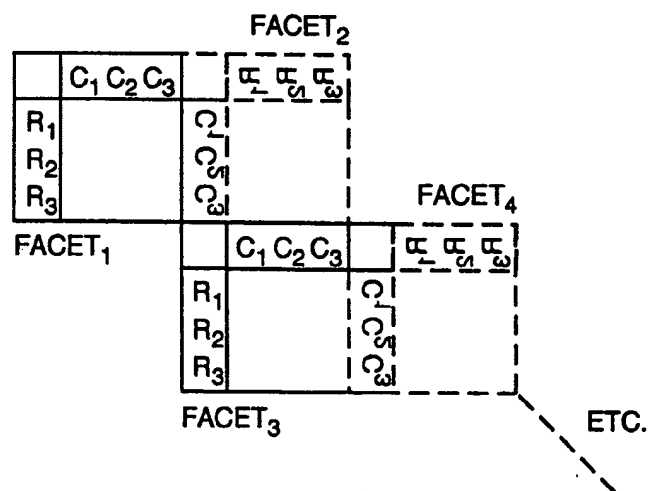 FACET₂
C₁ C₂ C₃ R₁ R₂ R₃
R₁ C₁
R₂ C₂
R₃ C₃
FACET₄
FACET₁
C₁ C₂ C₃ R₁ R₂ R₃
R₁ C₁
R₂ C₂
R₃ C₃
FACET₃
ETC.